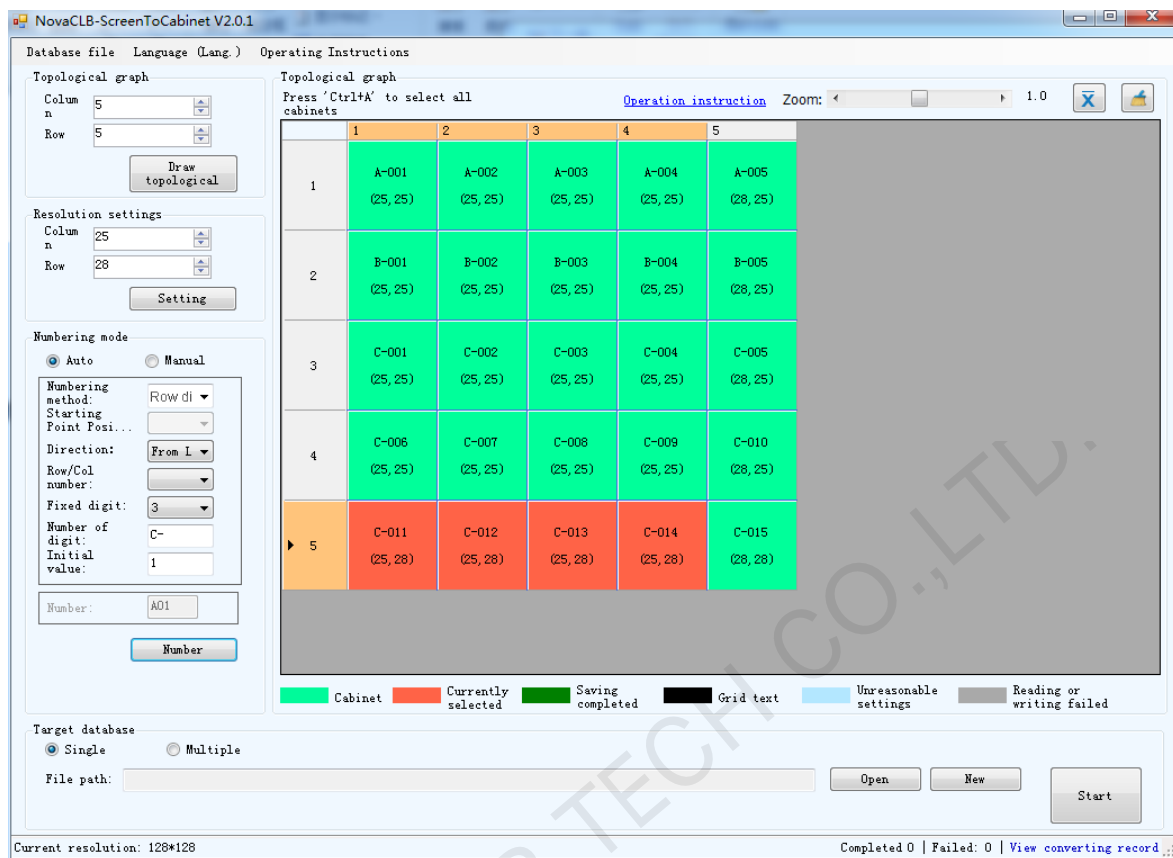 NovaCLB-ScreenToCabinet V2.0.1
Database file Language (Lang.) Operating Instructions
Topological graph
Colum
n
5
Row
5
Draw
topological
Resolution settings
Colum
n
25
Row
28
Setting
Numbering mode
Auto
Manual
Numbering
method:
Row di
Starting
Point Posi...
Direction:
From L
Row/Col
number:
Fixed digit:
3
Number of
digit:
C-
Initial
value:
1
Number:
A01
Number
Topological graph
Press 'Ctrl+A' to select all
cabinets
Operation instruction
Zoom:
1.0
1 2 3 4 5
1
A-001 A-002 A-003 A-004 A-005
(25, 25) (25, 25) (25, 25) (25, 25) (28, 25)
2
B-001 B-002 B-003 B-004 B-005
(25, 25) (25, 25) (25, 25) (25, 25) (28, 25)
3
C-001 C-002 C-003 C-004 C-005
(25, 25) (25, 25) (25, 25) (25, 25) (28, 25)
4
C-006 C-007 C-008 C-009 C-010
(25, 25) (25, 25) (25, 25) (25, 25) (28, 25)
5
C-011 C-012 C-013 C-014 C-015
(25, 28) (25, 28) (25, 28) (25, 28) (28, 28)
Cabinet
Currently
selected
Saving
completed
Grid text
Unreasonable
settings
Reading or
writing failed
Target database
Single
Multiple
File path:
Open
New
Start
Current resolution: 128*128
Completed 0 | Failed: 0 | View converting record
TECH CO.,LTD.